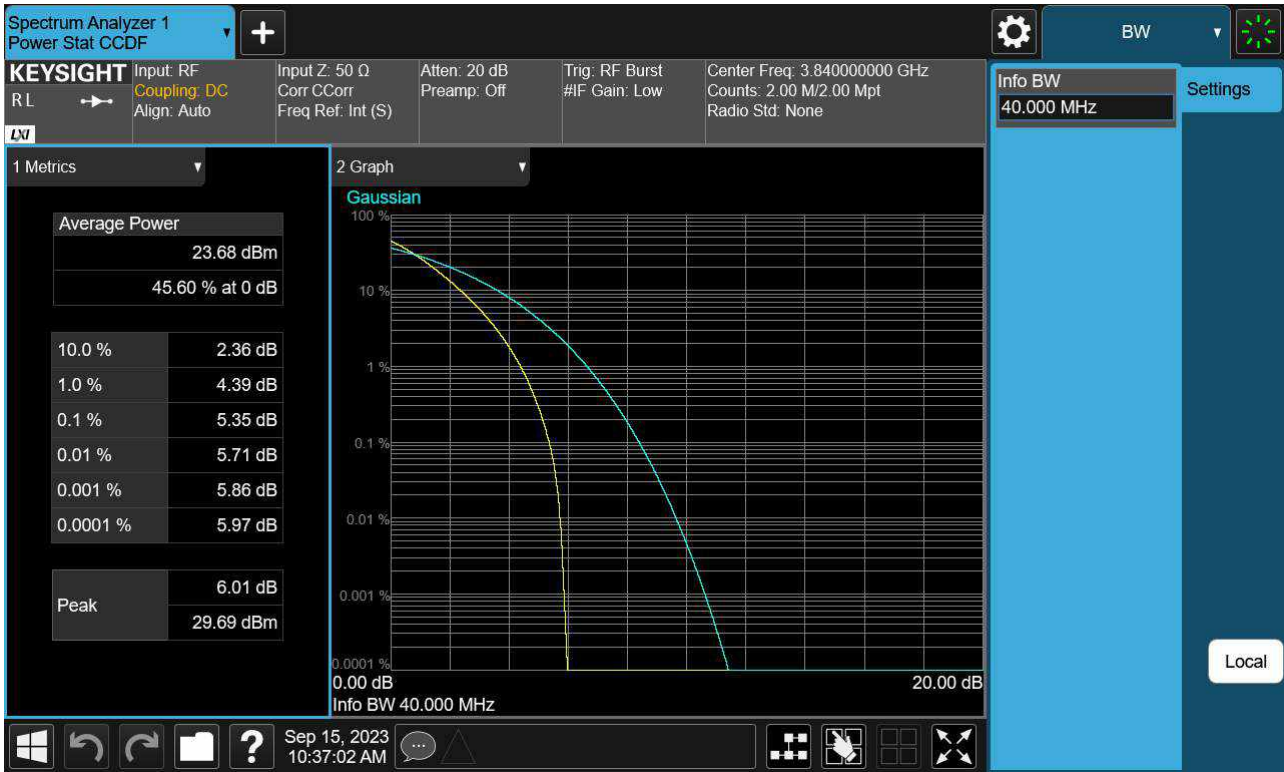 Spectrum Analyzer 1
Power Stat CCDF
+
BW
KEYSIGHT
RL
LXI
Input: RF
Coupling: DC
Align: Auto
Input Z: 50 Ω
Corr CCorr
Freq Ref: Int (S)
Atten: 20 dB
Preamp: Off
Trig: RF Burst
#IF Gain: Low
Center Freq: 3.840000000 GHz
Counts: 2.00 M/2.00 Mpt
Radio Std: None
Info BW
40.000 MHz
Settings
1 Metrics
Average Power
23.68 dBm
45.60 % at 0 dB
10.0 % 2.36 dB
1.0 % 4.39 dB
0.1 % 5.35 dB
0.01 % 5.71 dB
0.001 % 5.86 dB
0.0001 % 5.97 dB
Peak
6.01 dB
29.69 dBm
2 Graph
Gaussian
100 %
10 %
1 %
0.1 %
0.01 %
0.001 %
0.0001 %
0.00 dB
20.00 dB
Info BW 40.000 MHz
Local
?
Sep 15, 2023
10:37:02 AM